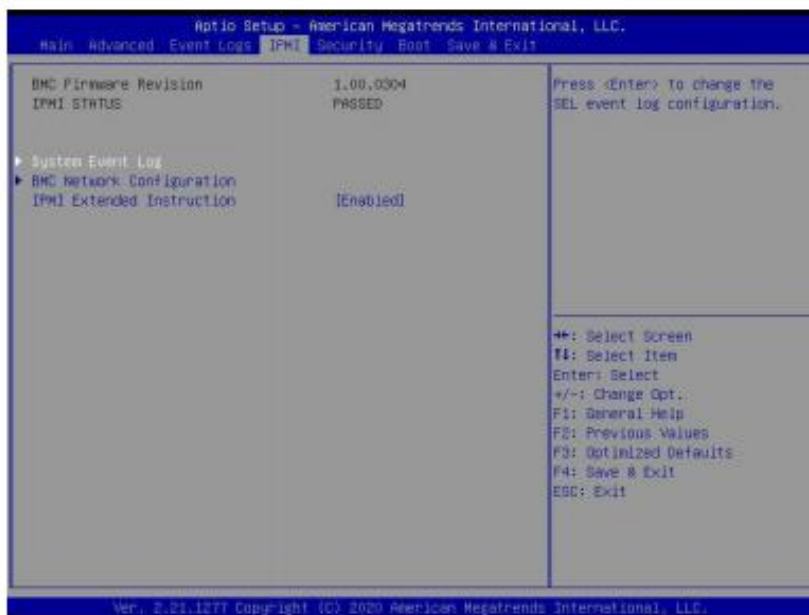 Aptio Setup - American Megatrends International, LLC.
Main Advanced Event Logs IPMI Security Boot Save & Exit
BMC Firmware Revision 1.00.0304
IPMI STATUS PASSED
System Event Log
BMC Network Configuration
IPMI Extended Instruction [Enabled]
Press <Enter> to change the
SEL event log configuration.
→←: Select Screen
↑↓: Select Item
Enter: Select
+/-: Change Opt.
F1: General Help
F2: Previous Values
F3: Optimized Defaults
F4: Save & Exit
ESC: Exit
Ver. 2.21.1277 Copyright (C) 2020 American Megatrends International, LLC.